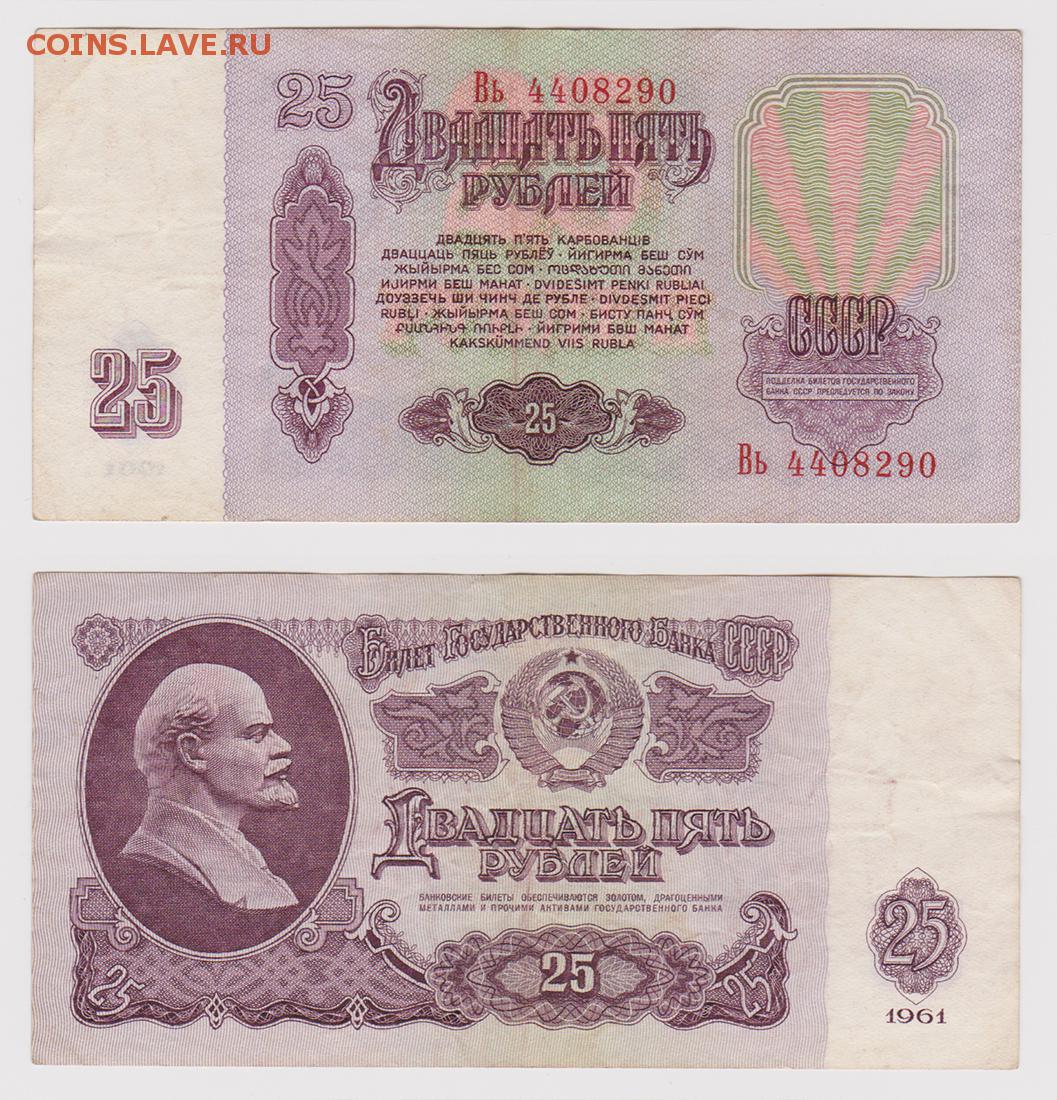 COINS.LAVE.RU
25
Вь 4408290
Двадцать пять
рублей
ДВАДЦЯТЬ П'ЯТЬ КАРБОВАНЦІВ
ДВАЦЦАЦЬ ПЯЦЬ РУБЛЁЎ · ЙИГИРМА БЕШ СЎМ
ЖЫЙЫРМА БЕС СОМ · ᲝᲪᲓᲐᲮᲣᲗᲘ ᲛᲐᲜᲔᲗᲘ
ИЈИРМИ БЕШ МАНАТ · DVIDEŠIMT PENKI RUBLIAI
ДОУЗЗЕЧЬ ШИ ЧИНЧ ДЕ РУБЛЕ · DIVDESMIT PIECI
RUBĻI · ЖЫЙЫРМА БЕШ СОМ · БИСТУ ПАНҶ СЎМ
ՔՍԱՆՀԻՆԳ ՌՈՒԲԼԻ · ЙИГРИМИ БӘШ МАНАТ
KAKSKÜMMEND VIIS RUBLA
СССР
ПОДДЕЛКА БИЛЕТОВ ГОСУДАРСТВЕННОГО
БАНКА СССР ПРЕСЛЕДУЕТСЯ ПО ЗАКОНУ
25
25
Вь 4408290
Билет Государственного Банка СССР
Двадцать пять
рублей
БАНКОВСКИЕ БИЛЕТЫ ОБЕСПЕЧИВАЮТСЯ ЗОЛОТОМ, ДРАГОЦЕННЫМИ
МЕТАЛЛАМИ И ПРОЧИМИ АКТИВАМИ ГОСУДАРСТВЕННОГО БАНКА
25
25
25
25
1961